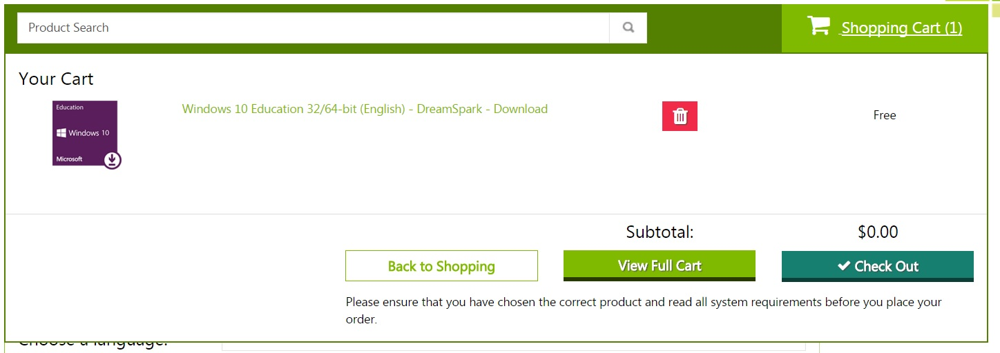 Product Search
Shopping Cart (1)
Your Cart
Education
Windows 10
Microsoft
Windows 10 Education 32/64-bit (English) - DreamSpark - Download
Free
Subtotal:
$0.00
Back to Shopping
View Full Cart
Check Out
Please ensure that you have chosen the correct product and read all system requirements before you place your
order.
Choose a language: